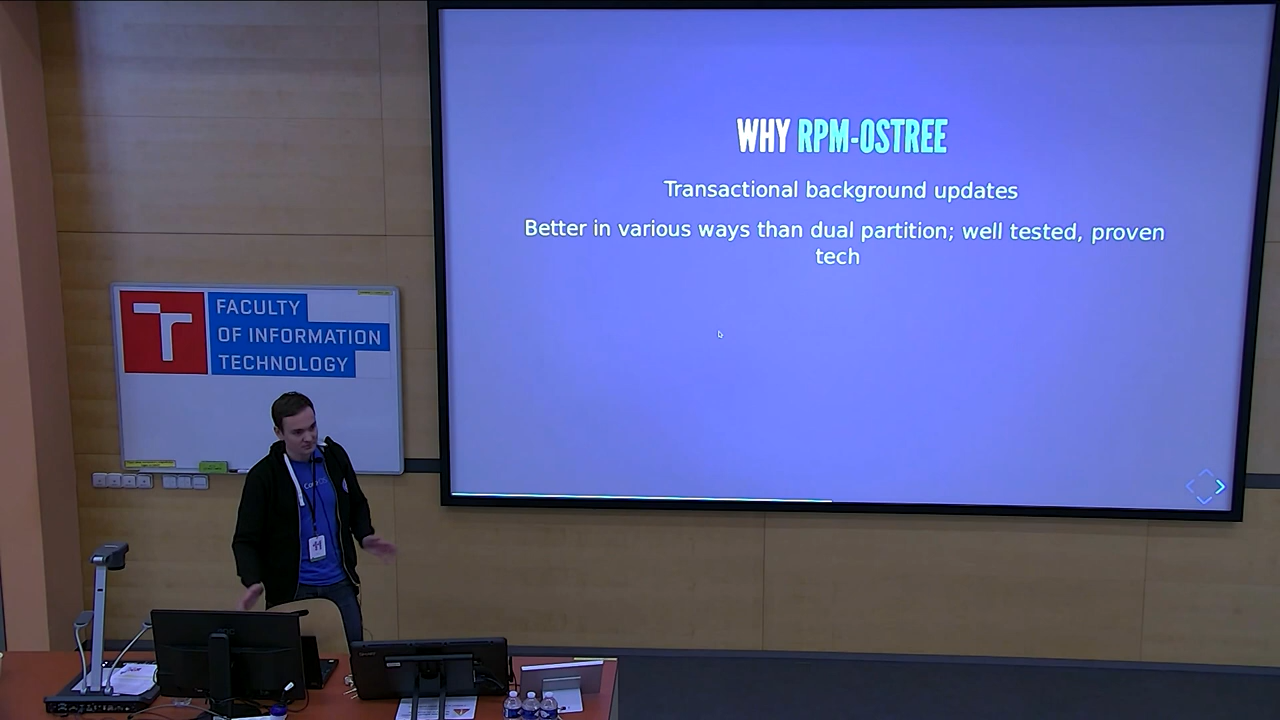 WHY RPM-OSTREE
Transactional background updates
Better in various ways than dual partition; well tested, proven
tech
FACULTY
OF INFORMATION
TECHNOLOGY
CoreOS